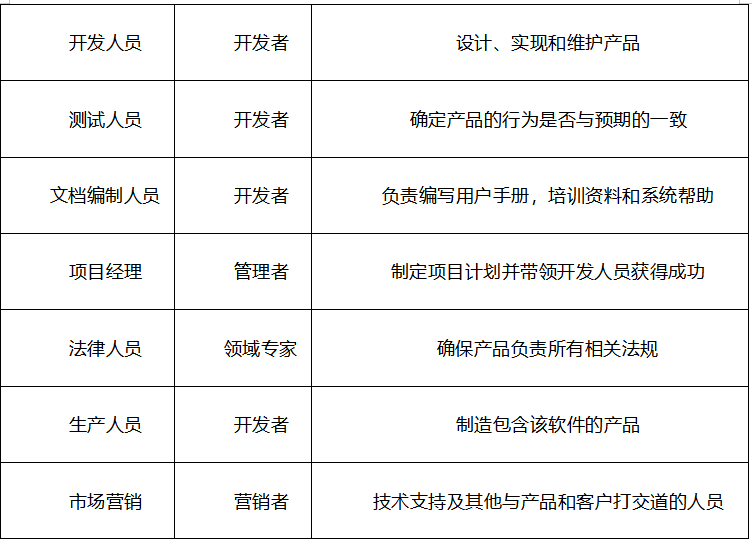 开发人员 开发者 设计、实现和维护产品
测试人员 开发者 确定产品的行为是否与预期的一致
文档编制人员 开发者 负责编写用户手册，培训资料和系统帮助
项目经理 管理者 制定项目计划并带领开发人员获得成功
法律人员 领域专家 确保产品负责所有相关法规
生产人员 开发者 制造包含该软件的产品
市场营销 营销者 技术支持及其他与产品和客户打交道的人员